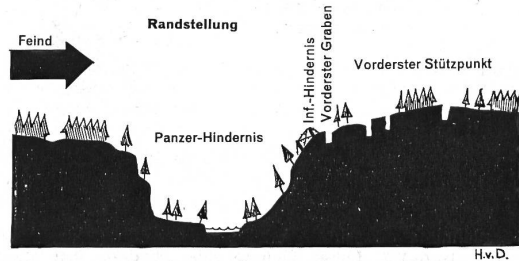 Randstellung
Feind
Inf.-Hindernis
Vorderster Graben
Vorderster Stützpunkt
Panzer-Hindernis
H.v.D.